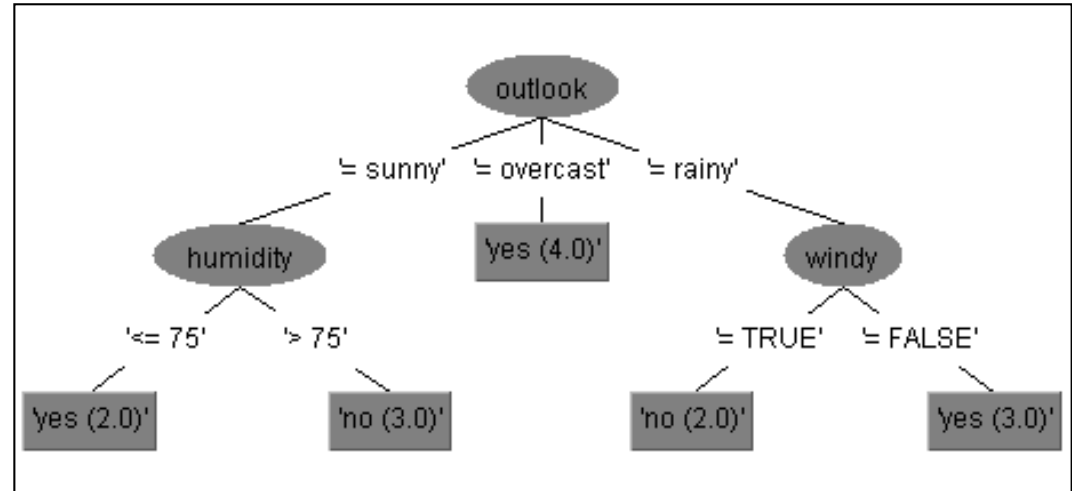 outlook
'= sunny' '= overcast' '= rainy'
humidity 'yes (4.0)' windy
'<= 75' '> 75' '= TRUE' '= FALSE'
'yes (2.0)' 'no (3.0)' 'no (2.0)' 'yes (3.0)'